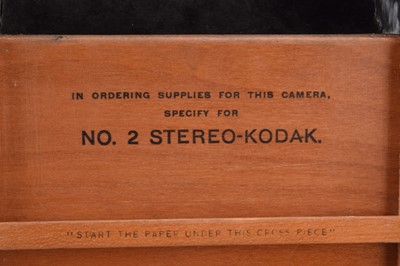 IN ORDERING SUPPLIES FOR THIS CAMERA,
SPECIFY FOR
NO. 2 STEREO-KODAK.
"START THE PAPER UNDER THIS CROSS PIECE"